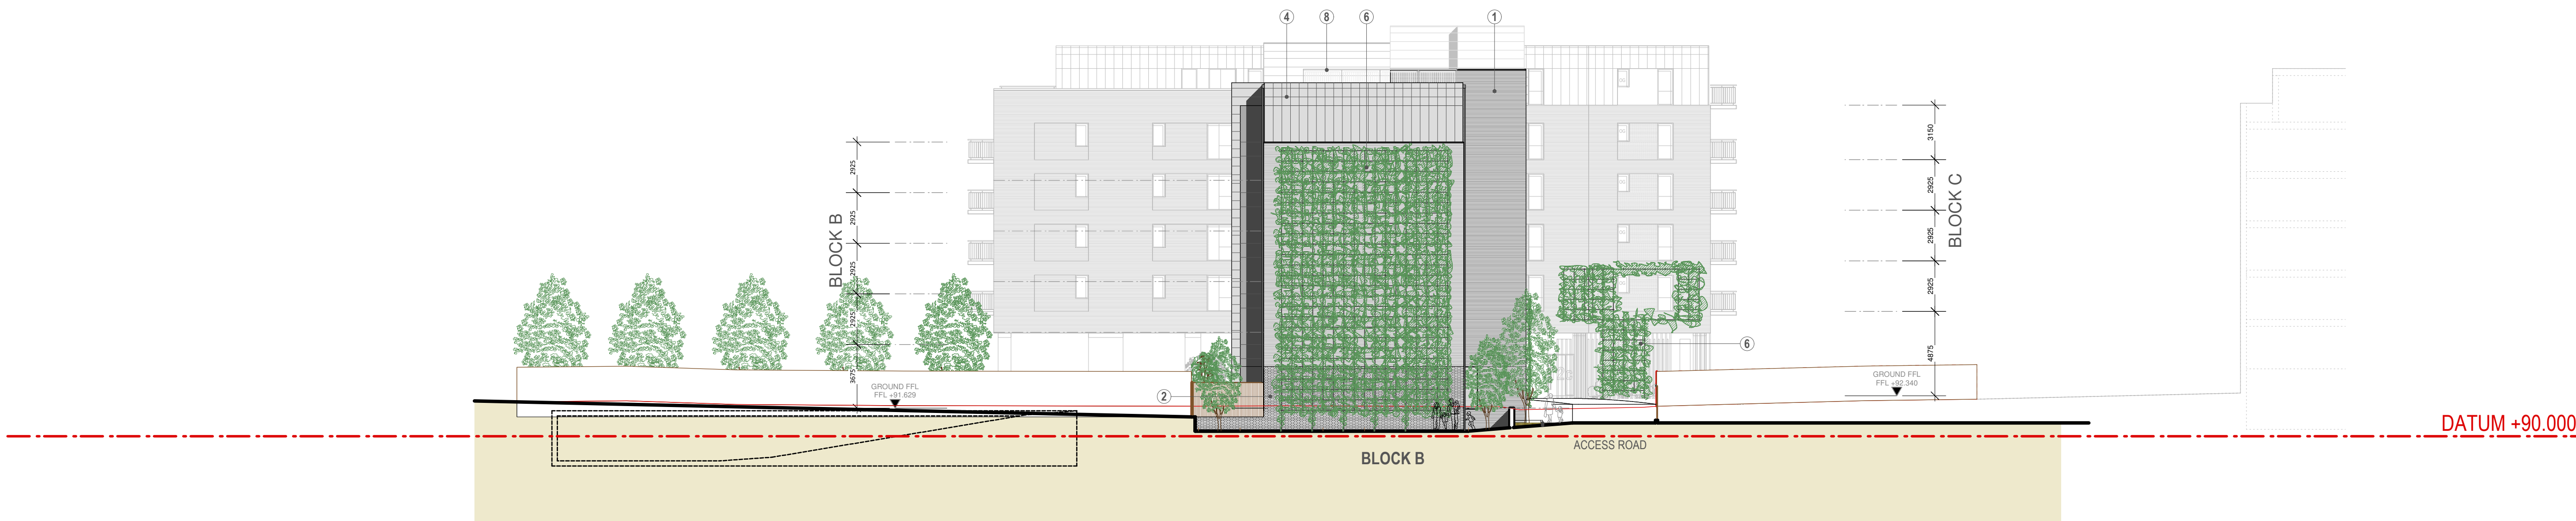 4
8
6
1
BLOCK B
2925
2925
2925
2925
3675
GROUND FFL
FFL +91.629
2
BLOCK B
ACCESS ROAD
6
BLOCK C
3150
2925
2925
2925
4875
GROUND FFL
FFL +92.340
DATUM +90.000